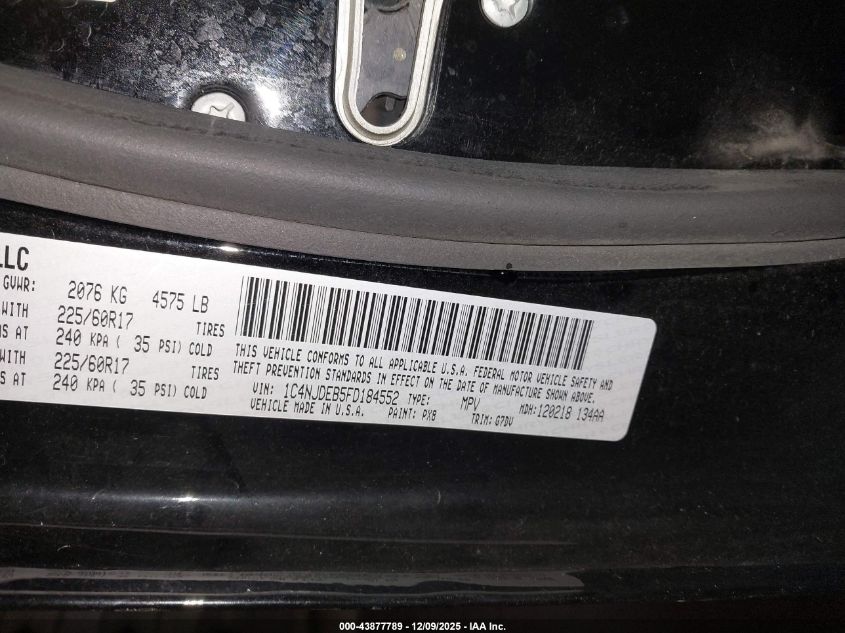 LLC
GVWR: 2076 KG 4575 LB
WITH 225/60R17 TIRES
AT 240 KPA ( 35 PSI) COLD
WITH 225/60R17 TIRES
AT 240 KPA ( 35 PSI) COLD
THIS VEHICLE CONFORMS TO ALL APPLICABLE U.S.A. FEDERAL MOTOR VEHICLE SAFETY AND
THEFT PREVENTION STANDARDS IN EFFECT ON THE DATE OF MANUFACTURE SHOWN ABOVE.
VIN: 1C4NJDEB5FD184552 TYPE: MPV MDH: 120218 134AA
VEHICLE MADE IN U.S.A. PAINT: PX8 TRIM: G7DV
000-43877789 - 12/09/2025 - IAA Inc.